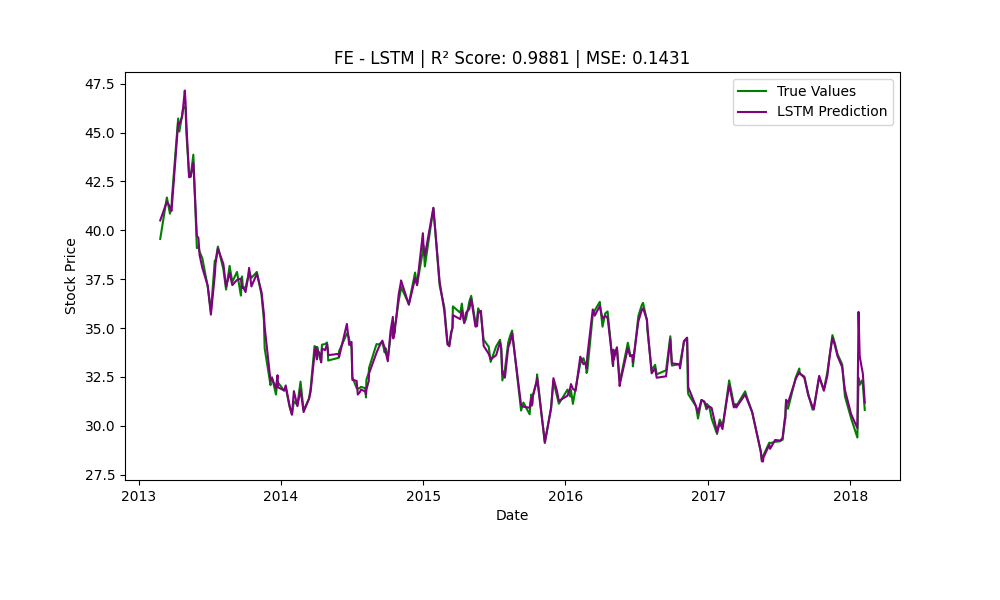 FE - LSTM | R² Score: 0.9881 | MSE: 0.1431
True Values
LSTM Prediction
47.5
45.0
42.5
40.0
37.5
35.0
32.5
30.0
27.5
Stock Price
2013 2014 2015 2016 2017 2018
Date